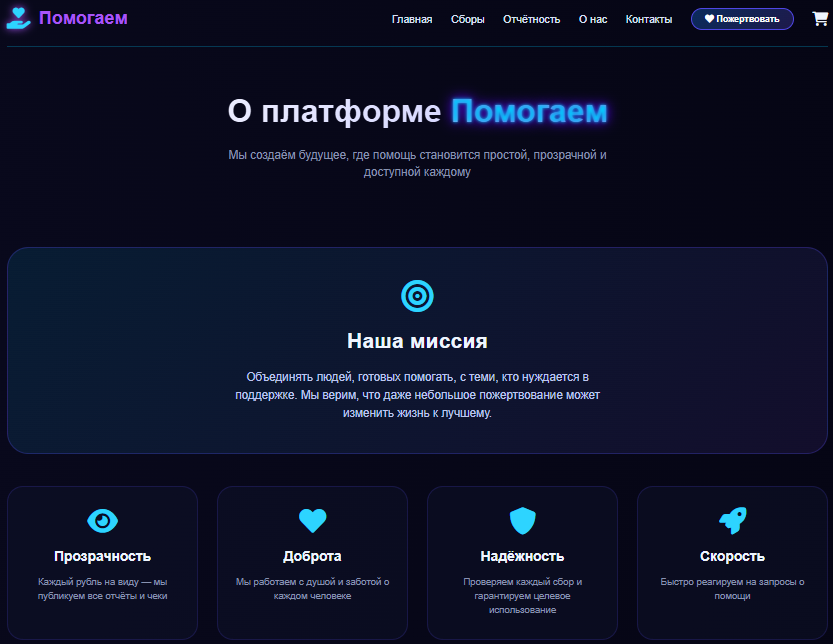 Помогаем
Главная Сборы Отчётность О нас Контакты Пожертвовать
О платформе Помогаем
Мы создаём будущее, где помощь становится простой, прозрачной и
доступной каждому
Наша миссия
Объединять людей, готовых помогать, с теми, кто нуждается в
поддержке. Мы верим, что даже небольшое пожертвование может
изменить жизнь к лучшему.
Прозрачность
Каждый рубль на виду — мы
публикуем все отчёты и чеки
Доброта
Мы работаем с душой и заботой о
каждом человеке
Надёжность
Проверяем каждый сбор и
гарантируем целевое
использование
Скорость
Быстро реагируем на запросы о
помощи